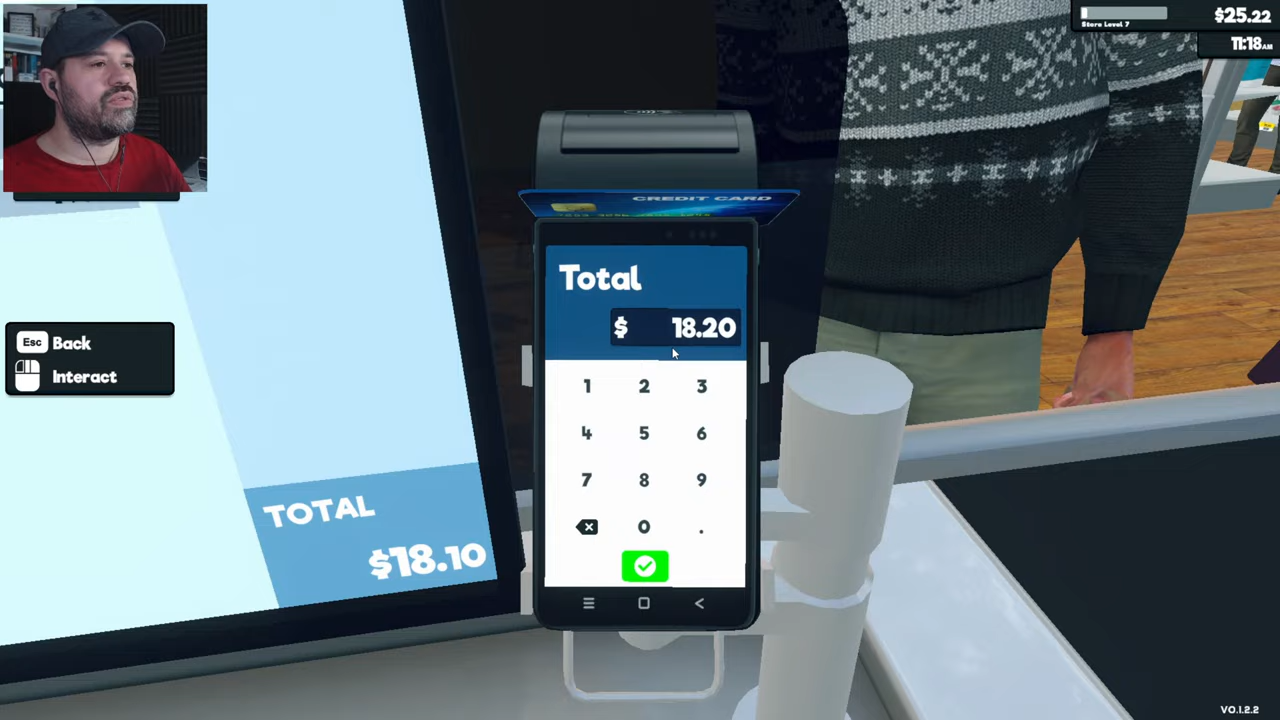 $25.22
Store Level 7
11:18AM
CREDIT CARD
Total
$ 18.20
Esc Back
Interact
1 2 3
4 5 6
7 8 9
0 .
TOTAL
$18.10
V0.1.2.2